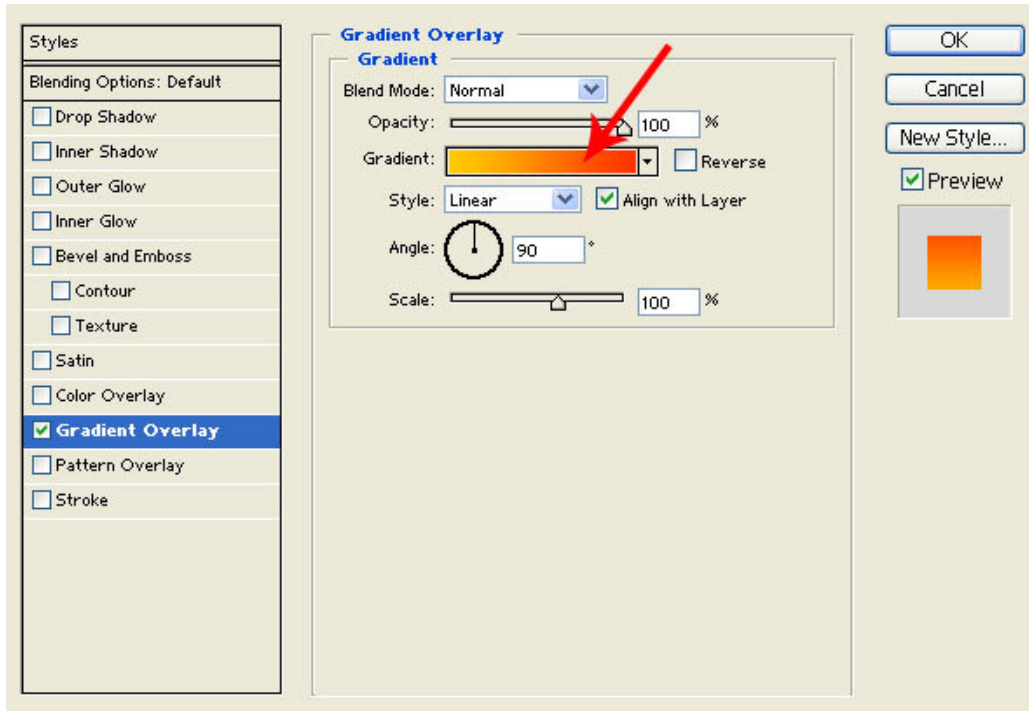 Styles
Blending Options: Default
Drop Shadow
Inner Shadow
Outer Glow
Inner Glow
Bevel and Emboss
Contour
Texture
Satin
Color Overlay
Gradient Overlay
Pattern Overlay
Stroke
Gradient Overlay
Gradient
Blend Mode: Normal
Opacity: 100 %
Gradient: Reverse
Style: Linear Align with Layer
Angle: 90 °
Scale: 100 %
OK
Cancel
New Style...
Preview